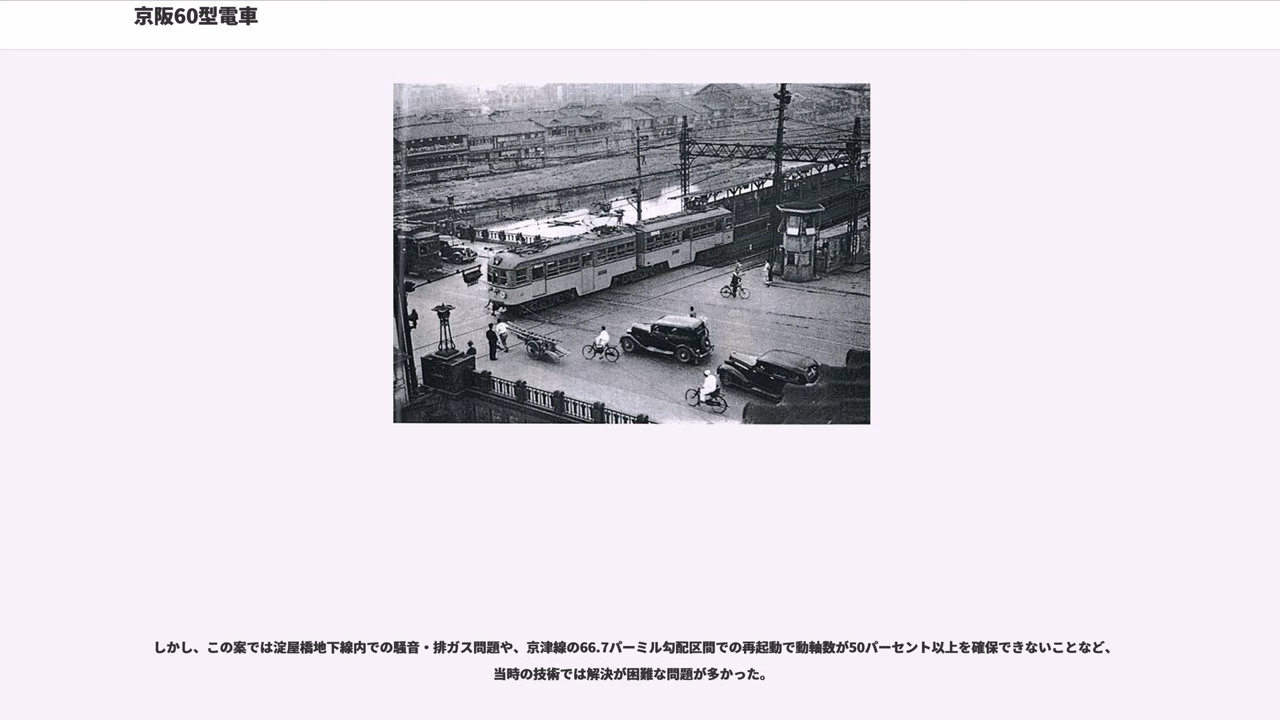 京阪60型電車
しかし、この案では淀屋橋地下線内での騒音・排ガス問題や、京津線の66.7パーミル勾配区間での再起動で動軸数が50パーセント以上を確保できないことなど、
当時の技術では解決が困難な問題が多かった。